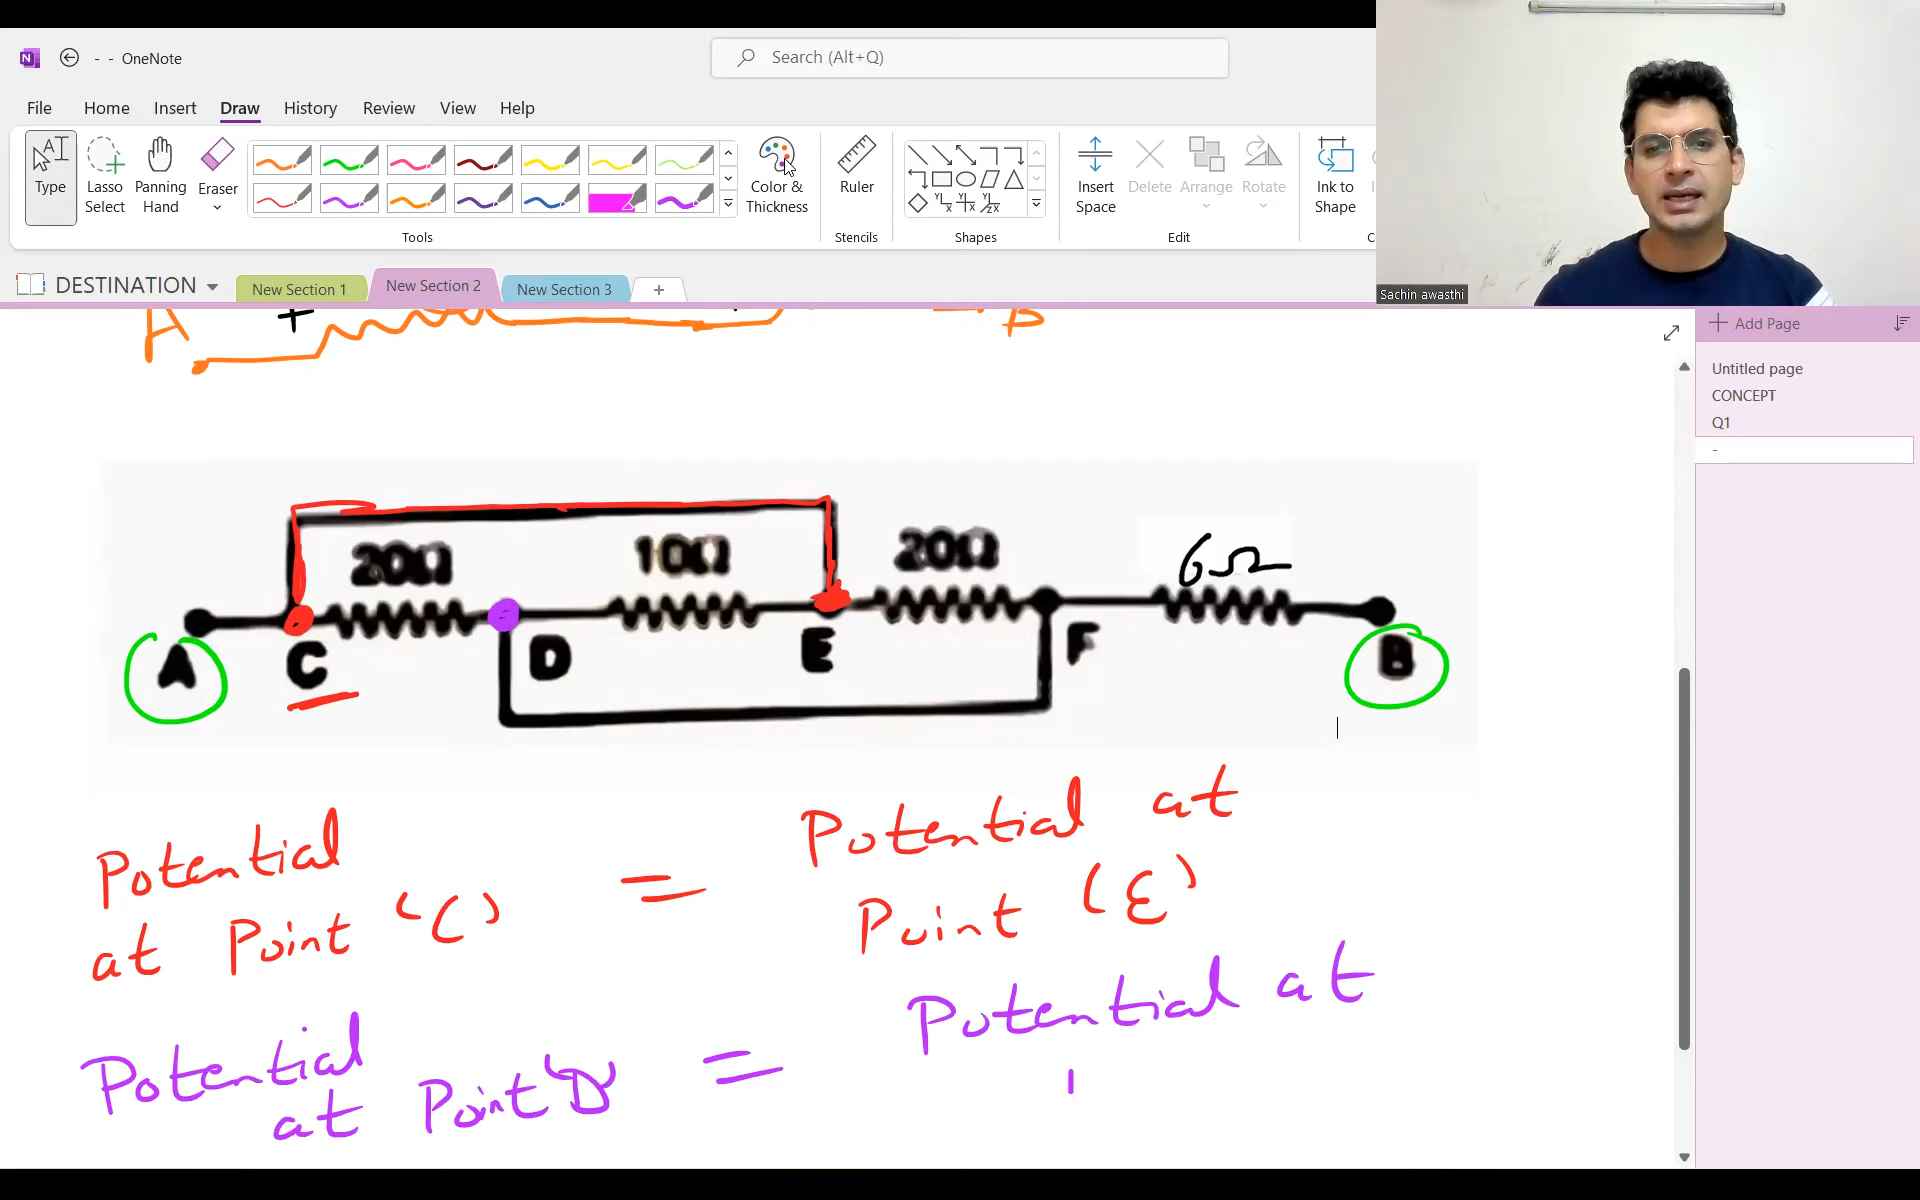 - - OneNote
Search (Alt+Q)
File Home Insert Draw History Review View Help
Type
Lasso Select
Panning Hand
Eraser
Color & Thickness
Ruler
Insert Space
Delete
Arrange
Rotate
Ink to Shape
Tools
Stencils
Shapes
Edit
Sachin awasthi
DESTINATION
New Section 1
New Section 2
New Section 3
+
Add Page
Untitled page
CONCEPT
Q1
-
A +
20Ω 10Ω 20Ω 6Ω
A C D E F B
Potential at Point 'C' = Potential at Point (E)
Potential at Point 'D' = Potential at